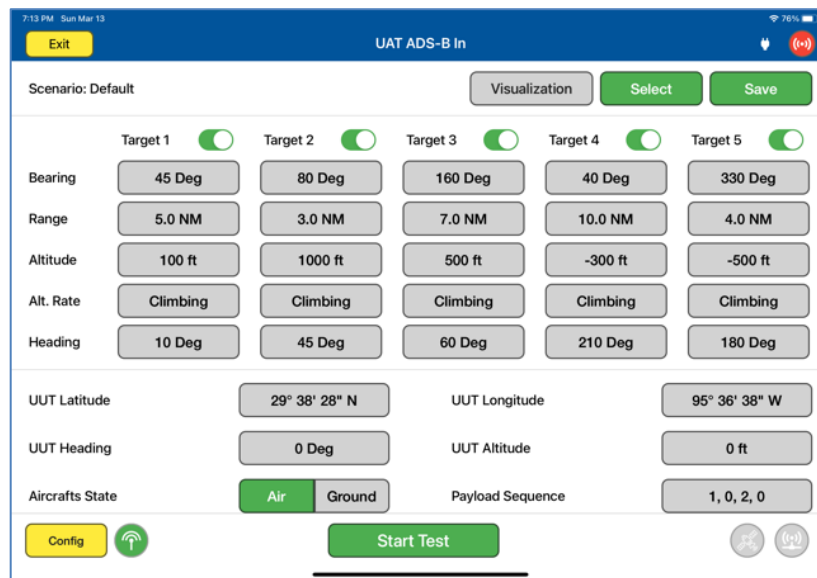 7:13 PM Sun Mar 13 76%
Exit UAT ADS-B In
Scenario: Default Visualization Select Save
Target 1 Target 2 Target 3 Target 4 Target 5
Bearing 45 Deg 80 Deg 160 Deg 40 Deg 330 Deg
Range 5.0 NM 3.0 NM 7.0 NM 10.0 NM 4.0 NM
Altitude 100 ft 1000 ft 500 ft -300 ft -500 ft
Alt. Rate Climbing Climbing Climbing Climbing Climbing
Heading 10 Deg 45 Deg 60 Deg 210 Deg 180 Deg
UUT Latitude 29° 38' 28" N UUT Longitude 95° 36' 38" W
UUT Heading 0 Deg UUT Altitude 0 ft
Aircrafts State Air Ground Payload Sequence 1, 0, 2, 0
Config Start Test